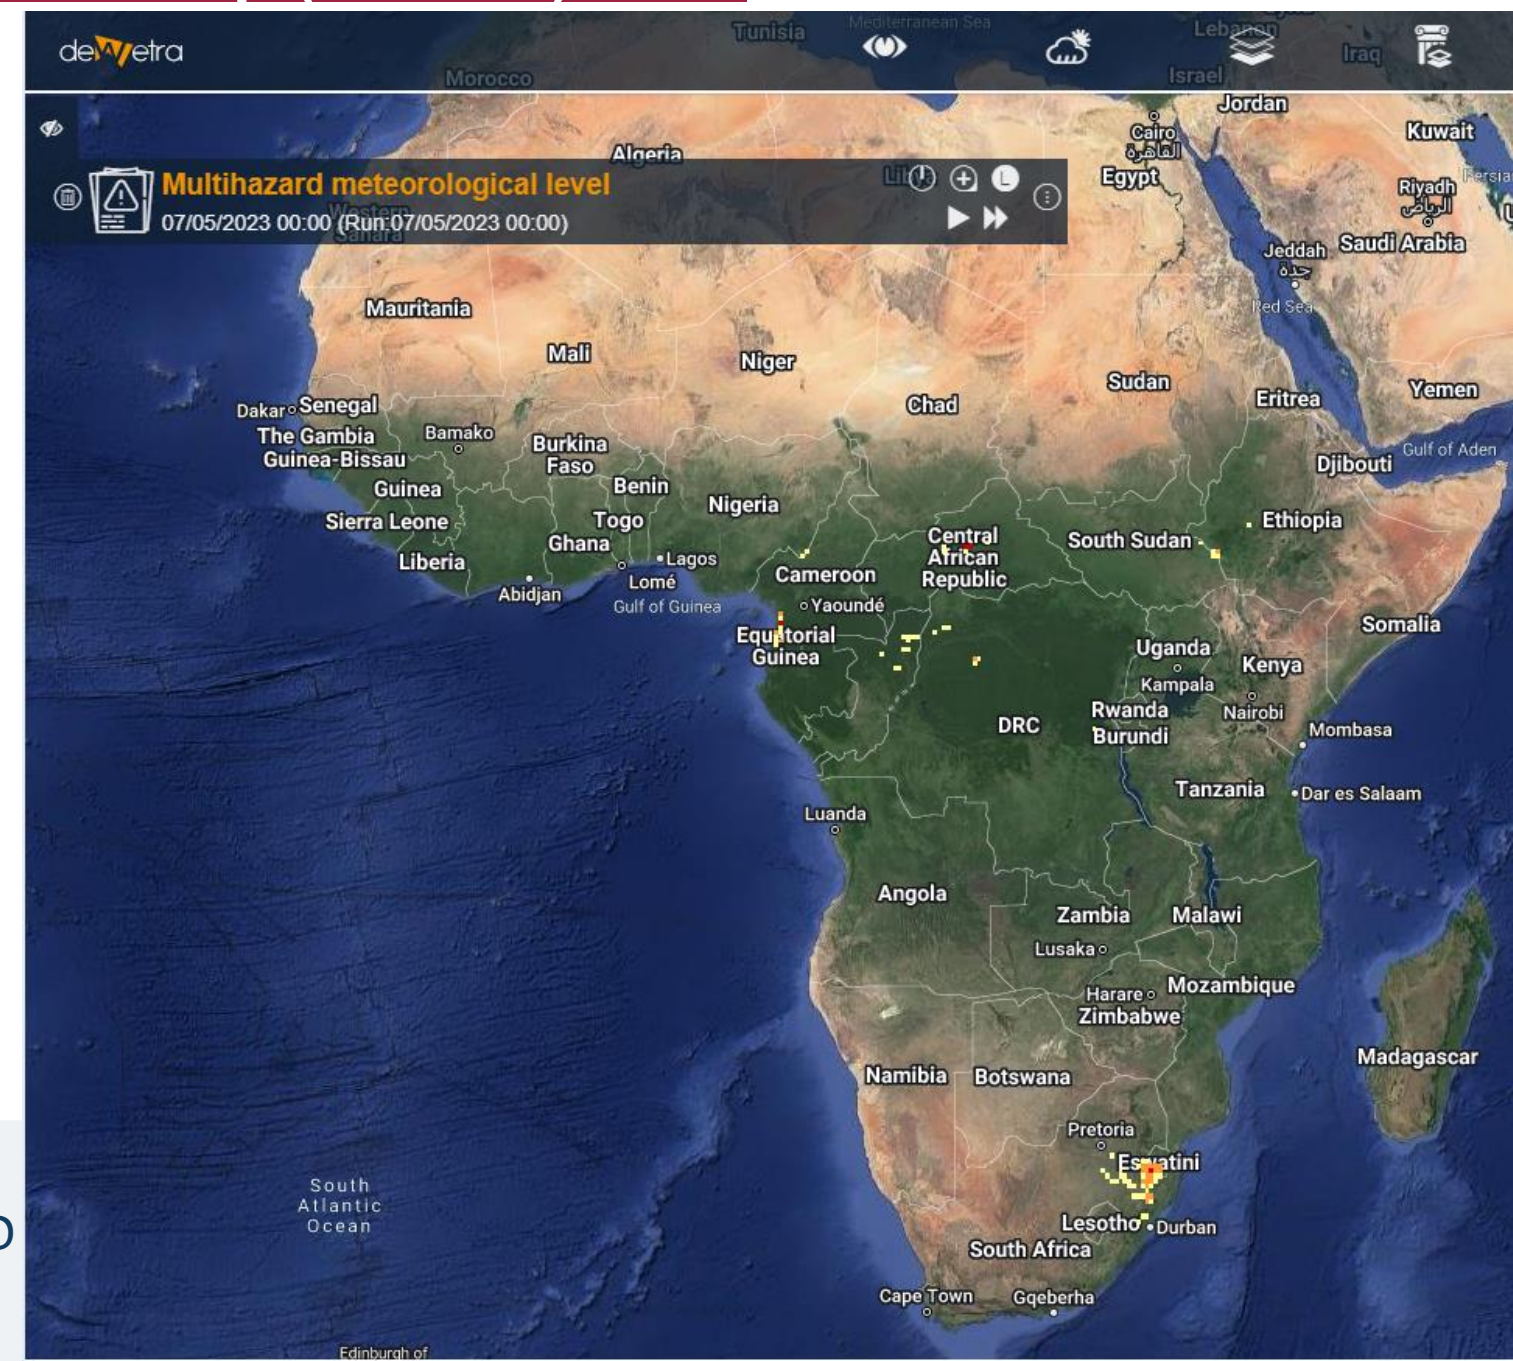 dewetra
Tunisia
Mediterranean Sea
Lebanon
Iraq
Morocco
Israel
Jordan
Kuwait
Cairo
القاهرة
Algeria
Libya
Egypt
Riyadh
الرياض
Persia
Multihazard meteorological level
L
Western
Sahara
07/05/2023 00:00 (Run:07/05/2023 00:00)
Jeddah
جدة
Saudi Arabia
Red Sea
Mauritania
Mali
Niger
Chad
Sudan
Eritrea
Yemen
Dakar
Senegal
The Gambia
Guinea-Bissau
Bamako
Burkina
Faso
Gulf of Aden
Djibouti
Guinea
Benin
Nigeria
Sierra Leone
Togo
Ghana
Central
African
Republic
South Sudan
Ethiopia
Liberia
Lagos
Lomé
Cameroon
Abidjan
Gulf of Guinea
Yaoundé
Equatorial
Guinea
Somalia
Uganda
Kenya
Kampala
Rwanda
Nairobi
DRC
Burundi
Mombasa
Tanzania
Dar es Salaam
Luanda
Angola
Zambia
Malawi
Lusaka
Mozambique
Harare
Zimbabwe
Madagascar
Namibia
Botswana
Pretoria
Eswatini
South
Atlantic
Ocean
Lesotho
Durban
South Africa
Cape Town
Gqeberha
Edinburgh of